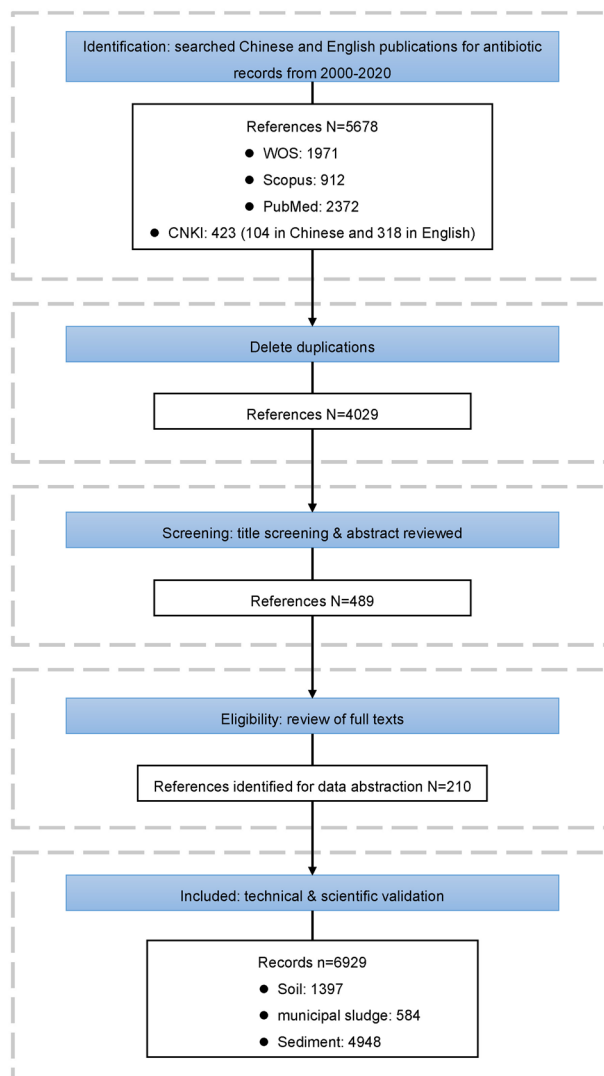 Identification: searched Chinese and English publications for antibiotic
records from 2000-2020
References N=5678
● WOS: 1971
● Scopus: 912
● PubMed: 2372
● CNKI: 423 (104 in Chinese and 318 in English)
Delete duplications
References N=4029
Screening: title screening & abstract reviewed
References N=489
Eligibility: review of full texts
References identified for data abstraction N=210
Included: technical & scientific validation
Records n=6929
● Soil: 1397
● municipal sludge: 584
● Sediment: 4948